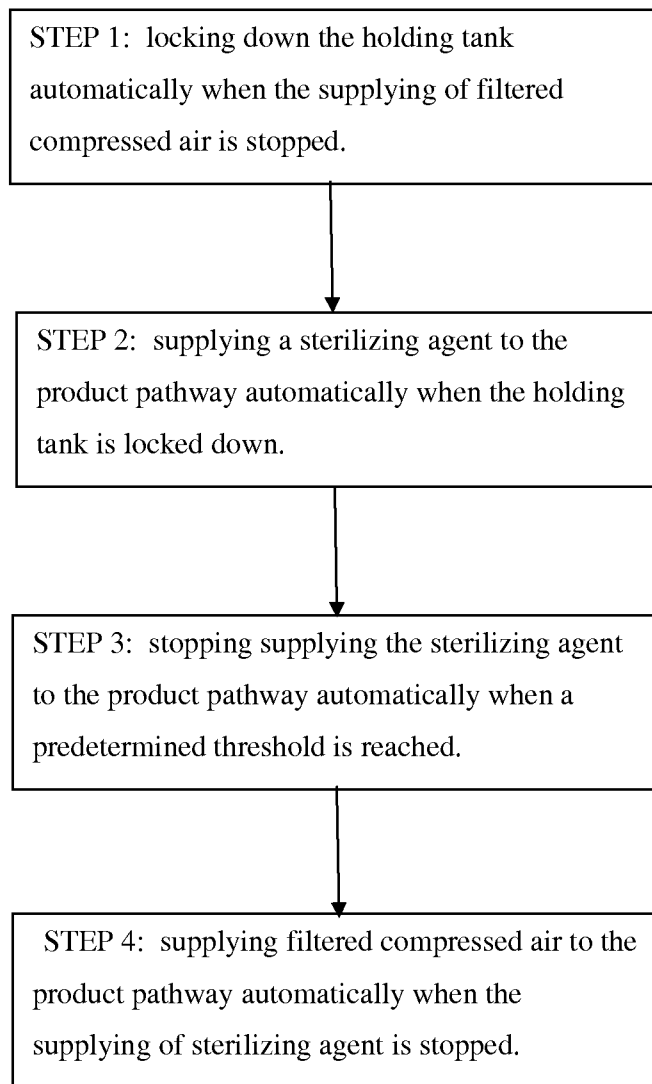 STEP 1:  locking down the holding tank
automatically when the supplying of filtered
compressed air is stopped.
STEP 2:  supplying a sterilizing agent to the
product pathway automatically when the holding
tank is locked down.
STEP 3:  stopping supplying the sterilizing agent
to the product pathway automatically when a
predetermined threshold is reached.
STEP 4:  supplying filtered compressed air to the
product pathway automatically when the
supplying of sterilizing agent is stopped.